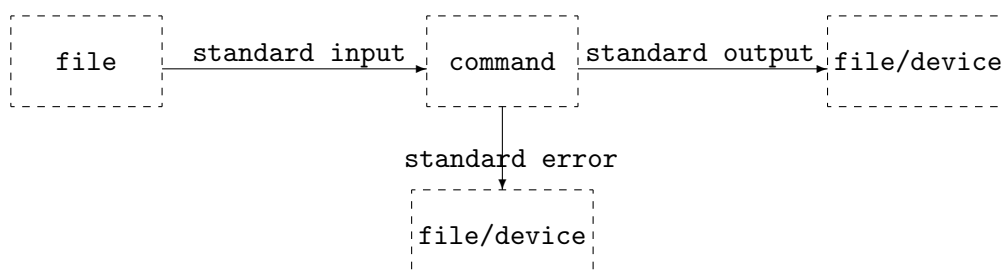 file standard input command standard output file/device
standard error
file/device